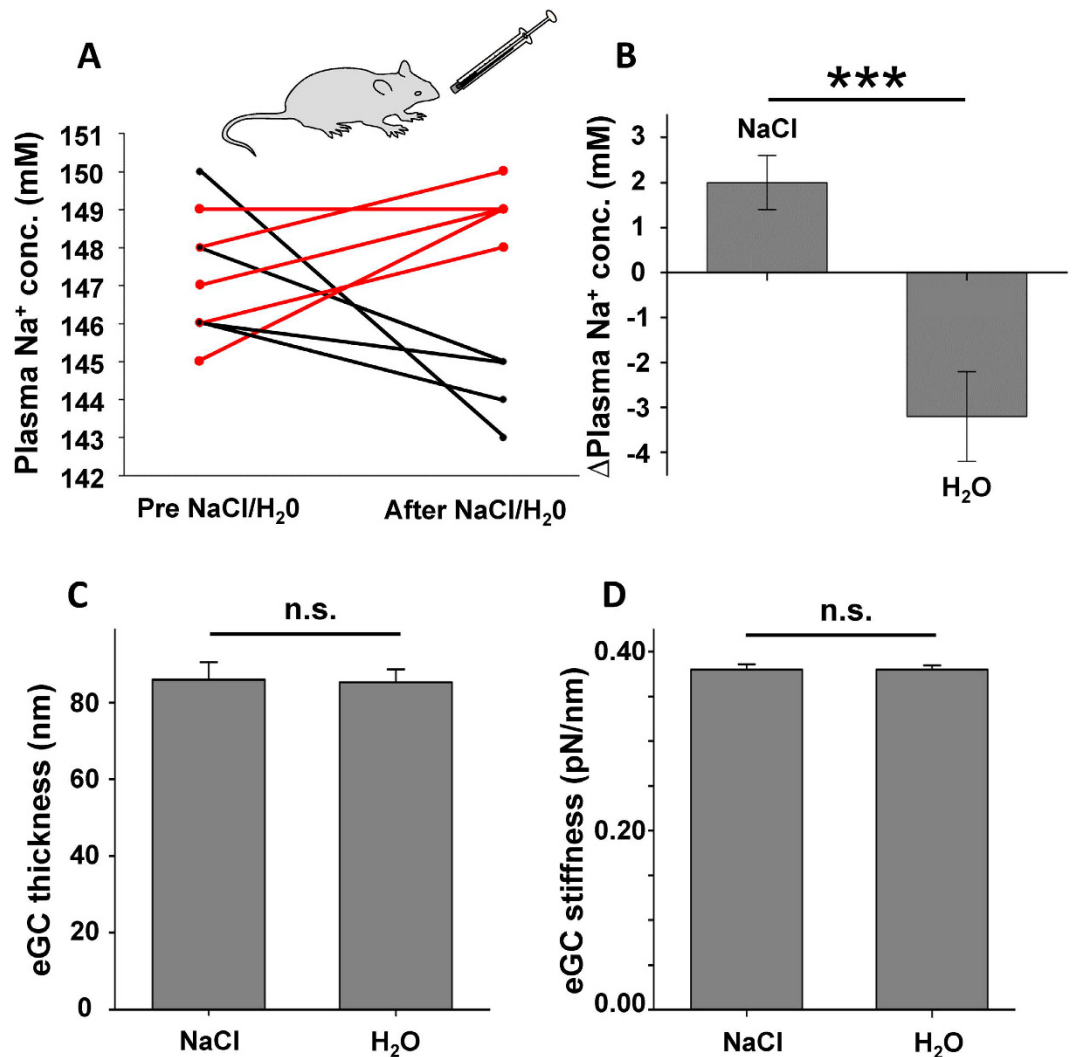 A
Plasma Na⁺ conc. (mM)
151
150
149
148
147
146
145
144
143
142
Pre NaCl/H₂0
After NaCl/H₂0
B
***
ΔPlasma Na⁺ conc. (mM)
3
2
1
0
-1
-2
-3
-4
NaCl
H₂O
C
n.s.
eGC thickness (nm)
80
60
40
20
0
NaCl
H₂O
D
n.s.
eGC stiffness (pN/nm)
0.40
0.20
0.00
NaCl
H₂O